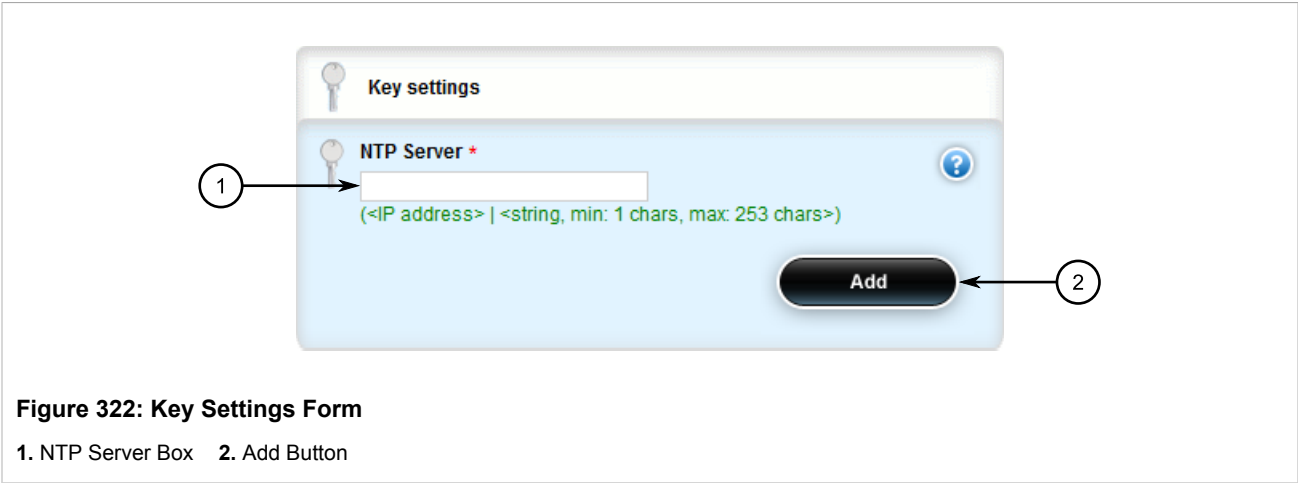 Key settings
NTP Server *
?
1
(<IP address> | <string, min: 1 chars, max: 253 chars>)
Add
2
Figure 322: Key Settings Form
1. NTP Server Box 2. Add Button